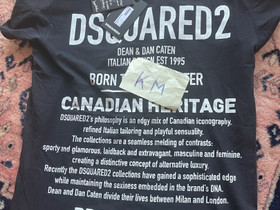 DSQUARED2
DEAN & DAN CATEN
ITALIAN EST 1995
BORN
KM
CANADIAN HERITAGE
DSQUARED2's philosophy is an edgy mix of Canadian iconography,
refined Italian tailoring and playful sensuality.
The collections are a seamless melding of contrasts:
sporty and glamorous, laidback and extravagant, masculine and feminine,
creating a distinctive concept of alternative luxury.
Recently the DSQUARED2 collections have gained a sophisticated edge
while maintaining the sexiness embedded in the brand's DNA.
Dean and Dan Caten divide their lives between Milan and London.